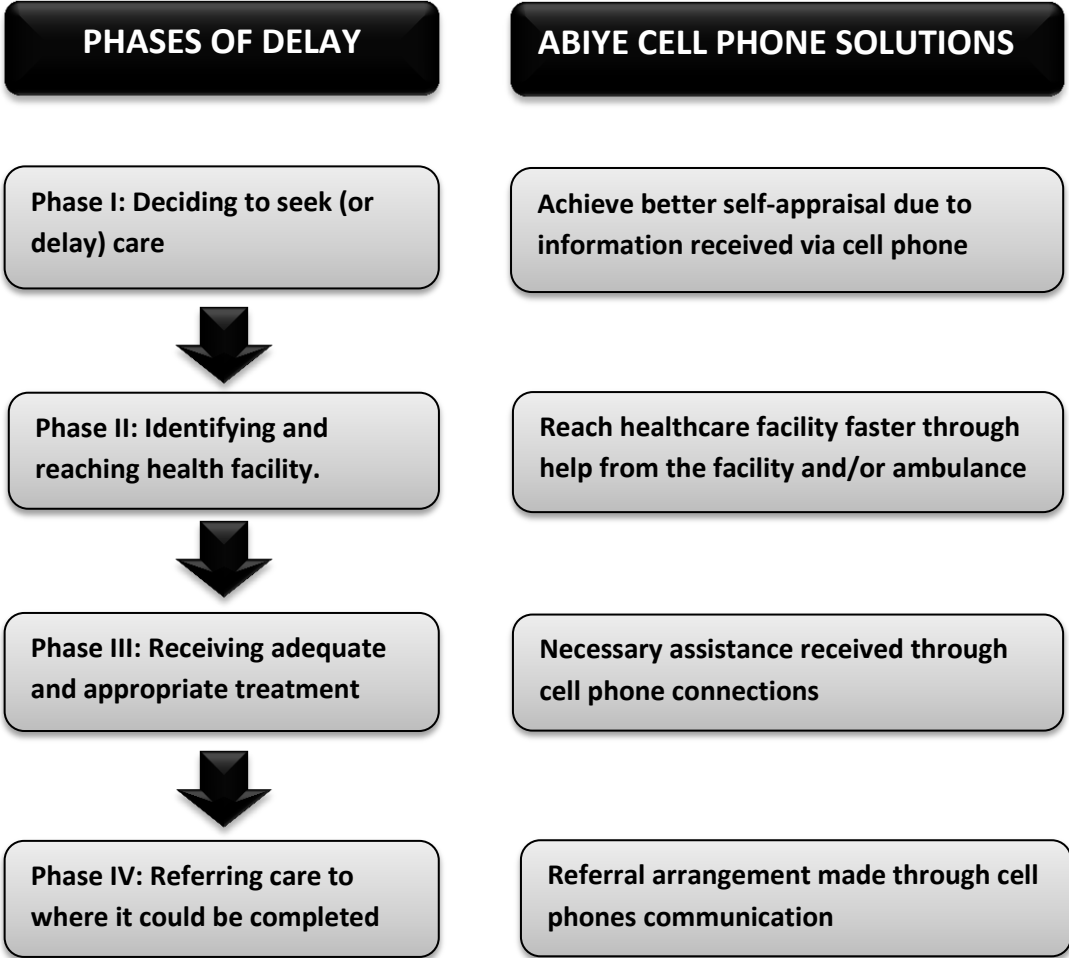 PHASES OF DELAY
ABIYE CELL PHONE SOLUTIONS
Phase I: Deciding to seek (or
delay) care
Achieve better self-appraisal due to
information received via cell phone
Phase II: Identifying and
reaching health facility.
Reach healthcare facility faster through
help from the facility and/or ambulance
Phase III: Receiving adequate
and appropriate treatment
Necessary assistance received through
cell phone connections
Phase IV: Referring care to
where it could be completed
Referral arrangement made through cell
phones communication